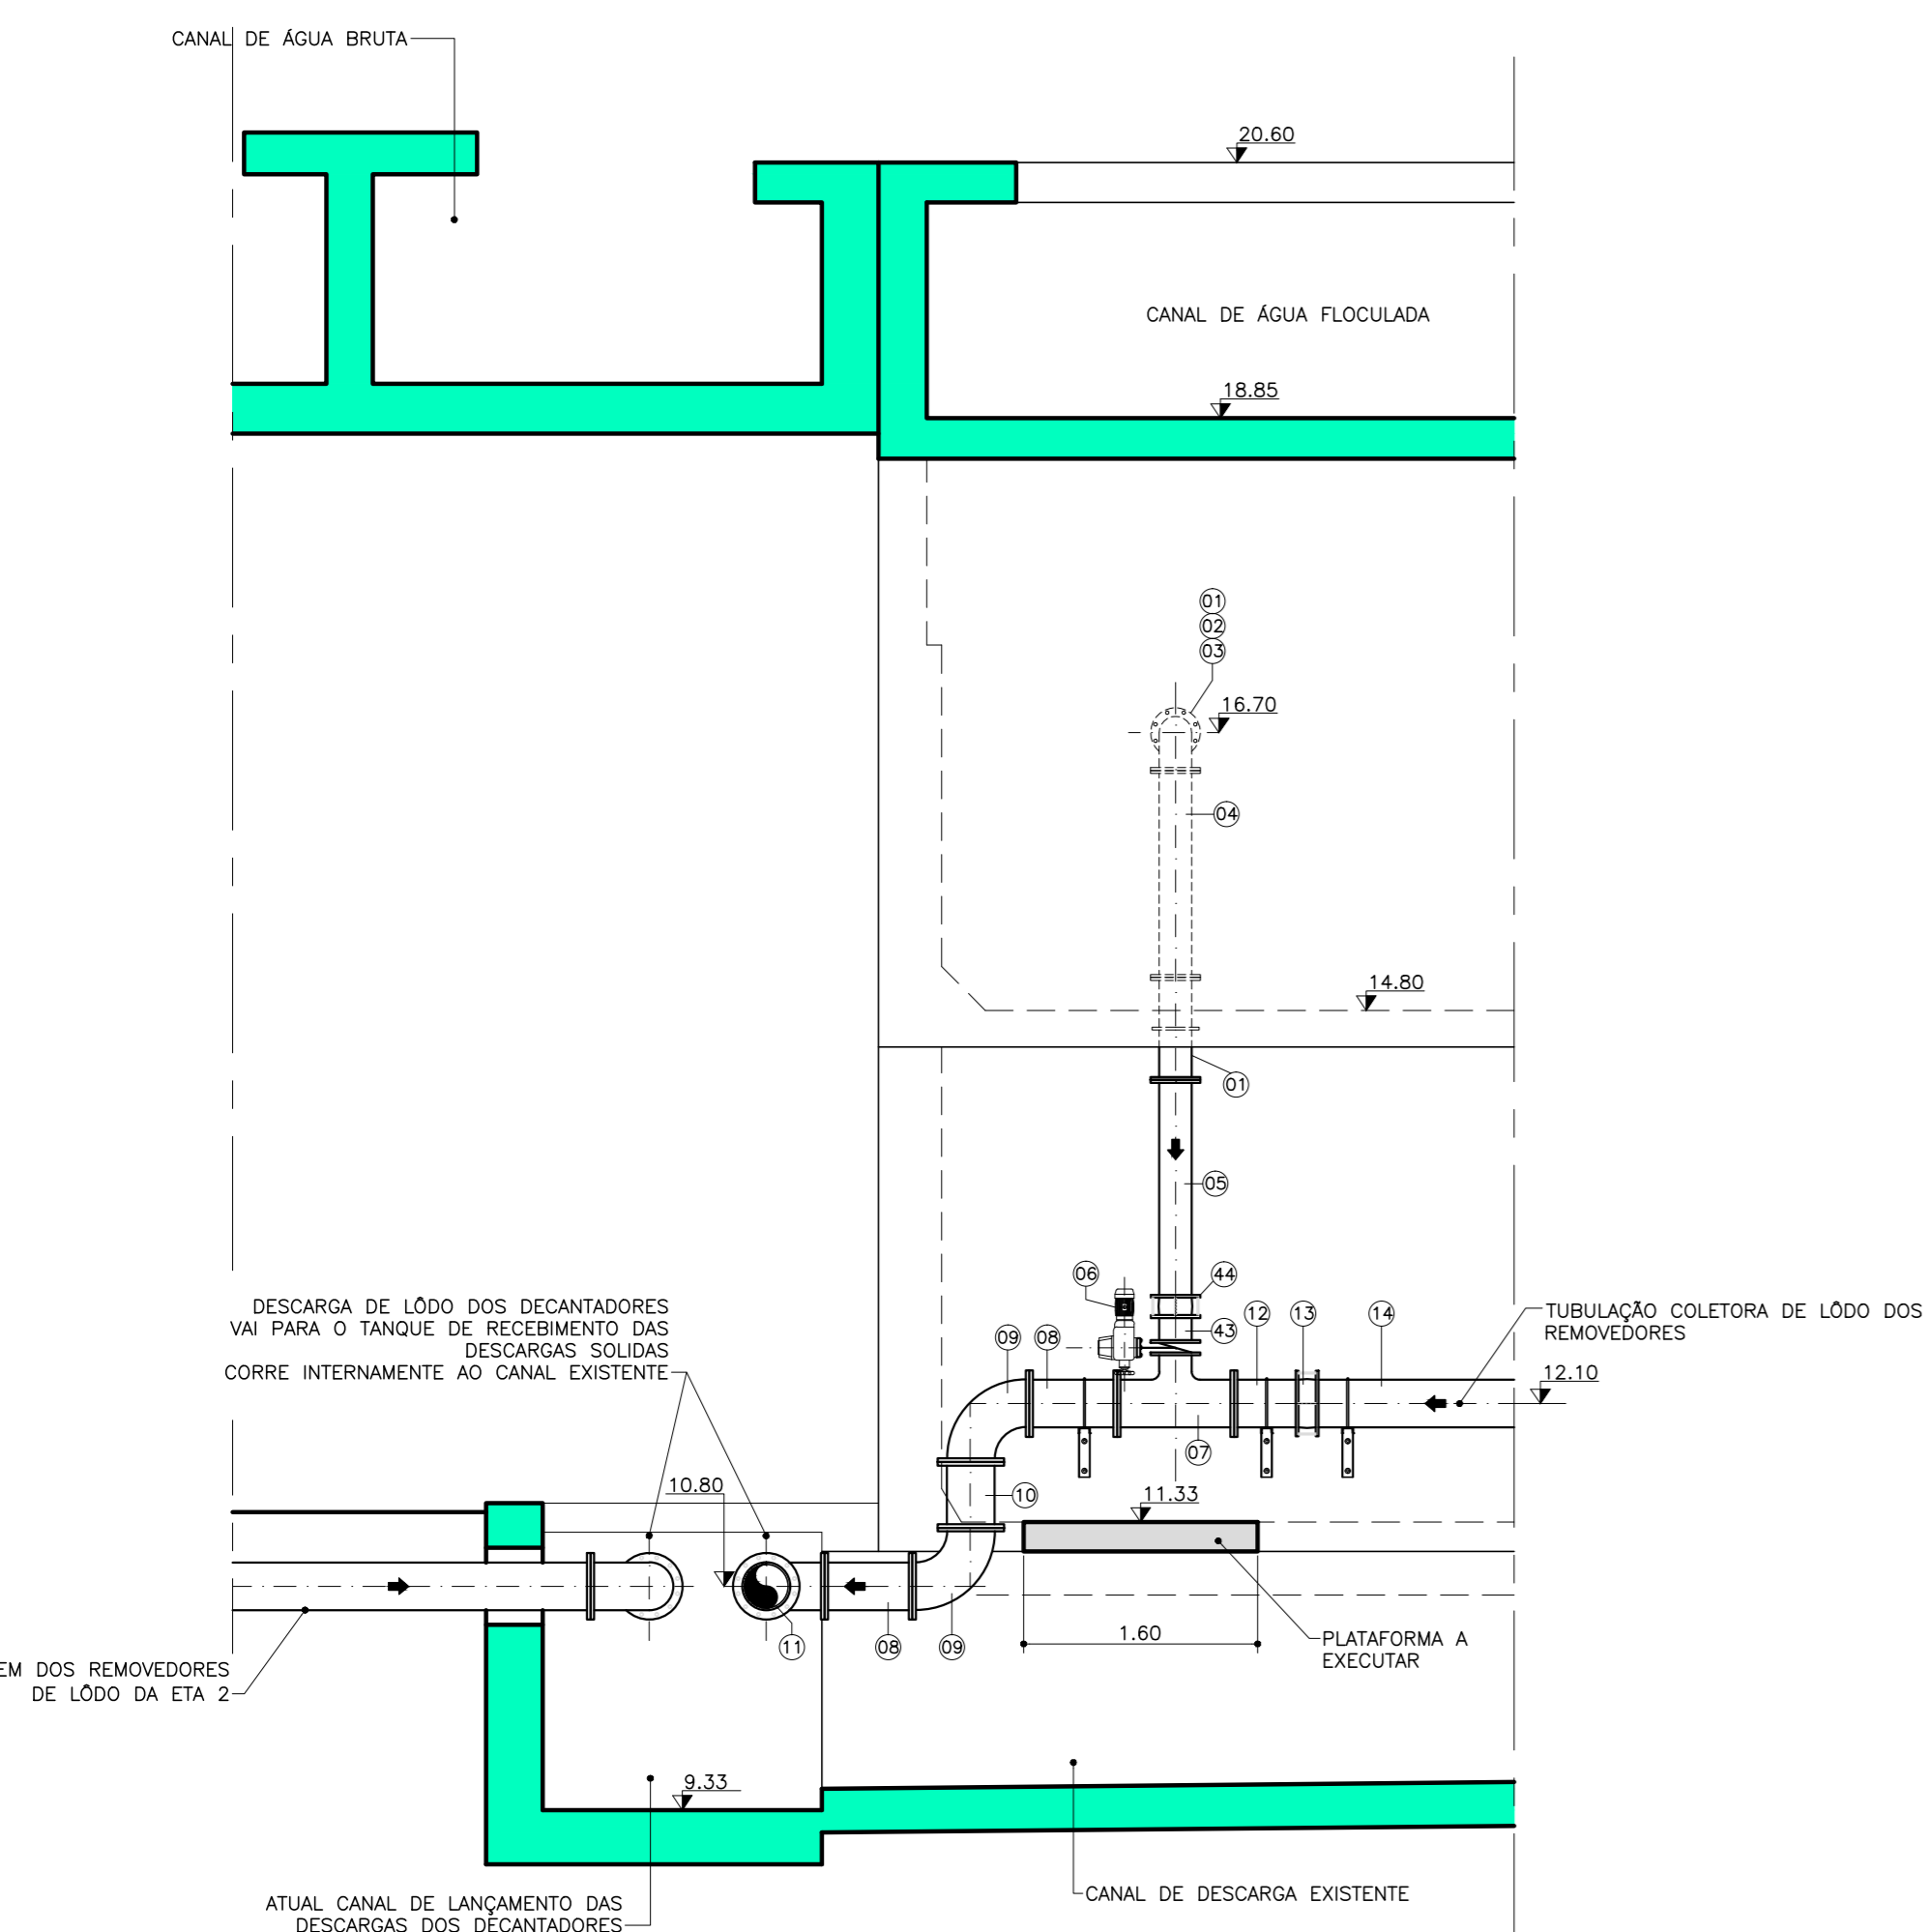 CANAL DE ÁGUA BRUTA
20.60
CANAL DE ÁGUA FLOCULADA
18.85
01
02
03
16.70
04
14.80
01
05
06
44
DESCARGA DE LÔDO DOS DECANTADORES
VAI PARA O TANQUE DE RECEBIMENTO DAS
DESCARGAS SOLIDAS
CORRE INTERNAMENTE AO CANAL EXISTENTE
09
08
43
12
13
14
TUBULAÇÃO COLETORA DE LÔDO DOS
REMOVEDORES
12.10
07
10.80
10
11.33
11
08
09
1.60
PLATAFORMA A
EXECUTAR
EM DOS REMOVEDORES
DE LÔDO DA ETA 2
9.33
ATUAL CANAL DE LANÇAMENTO DAS
DESCARGAS DOS DECANTADORES
CANAL DE DESCARGA EXISTENTE